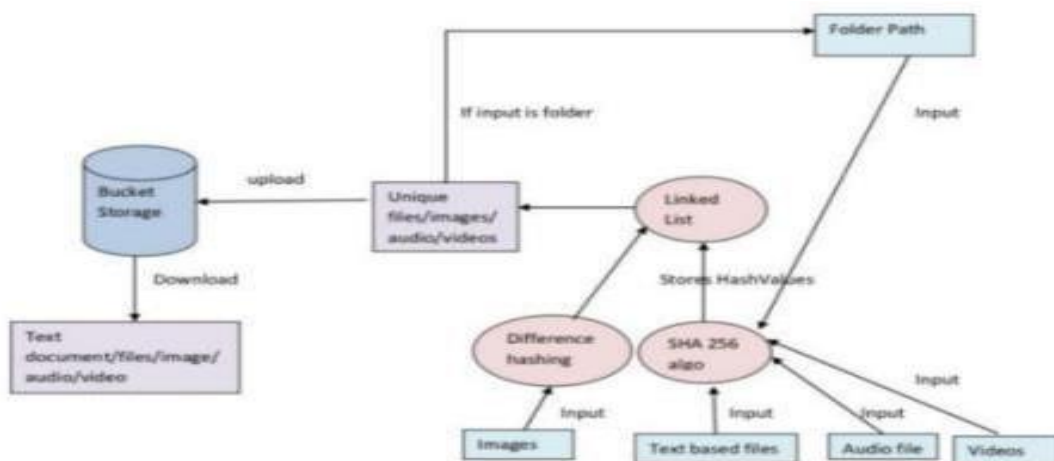 Folder Path
If input is folder
Input
upload
Bucket
Storage
Unique
files/images/
audio/videos
Linked
List
Download
Stores HashValues
Text
document/files/image/
audio/video
Difference
hashing
SHA 256
algo
Input
Input
Input
Input
Images
Text based files
Audio file
Videos